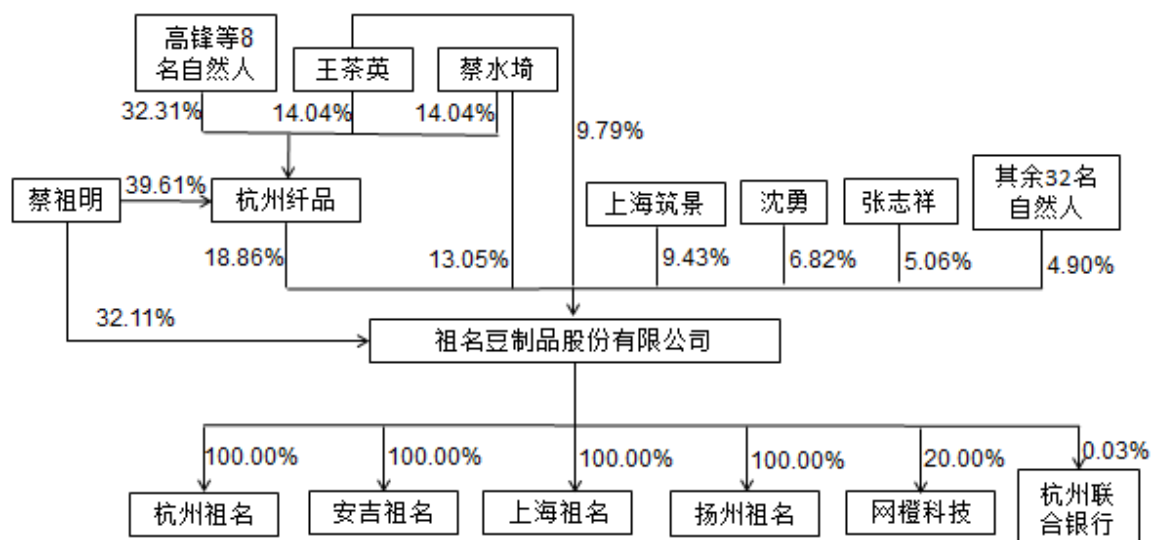 高锋等8
名自然人
王茶英
蔡水埼
32.31%
14.04%
14.04%
9.79%
蔡祖明
39.61%
杭州纤品
上海筑景
沈勇
张志祥
其余32名
自然人
18.86%
13.05%
9.43%
6.82%
5.06%
4.90%
32.11%
祖名豆制品股份有限公司
100.00%
100.00%
100.00%
100.00%
20.00%
0.03%
杭州祖名
安吉祖名
上海祖名
扬州祖名
网橙科技
杭州联
合银行